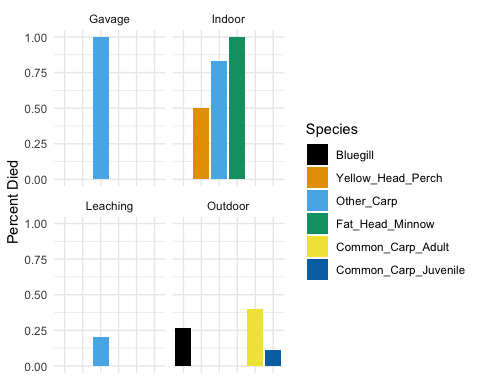 Gavage
Indoor
1.00
0.75
0.50
0.25
0.00
Leaching
Outdoor
1.00
0.75
0.50
0.25
0.00
Percent Died
Species
Bluegill
Yellow_Head_Perch
Other_Carp
Fat_Head_Minnow
Common_Carp_Adult
Common_Carp_Juvenile